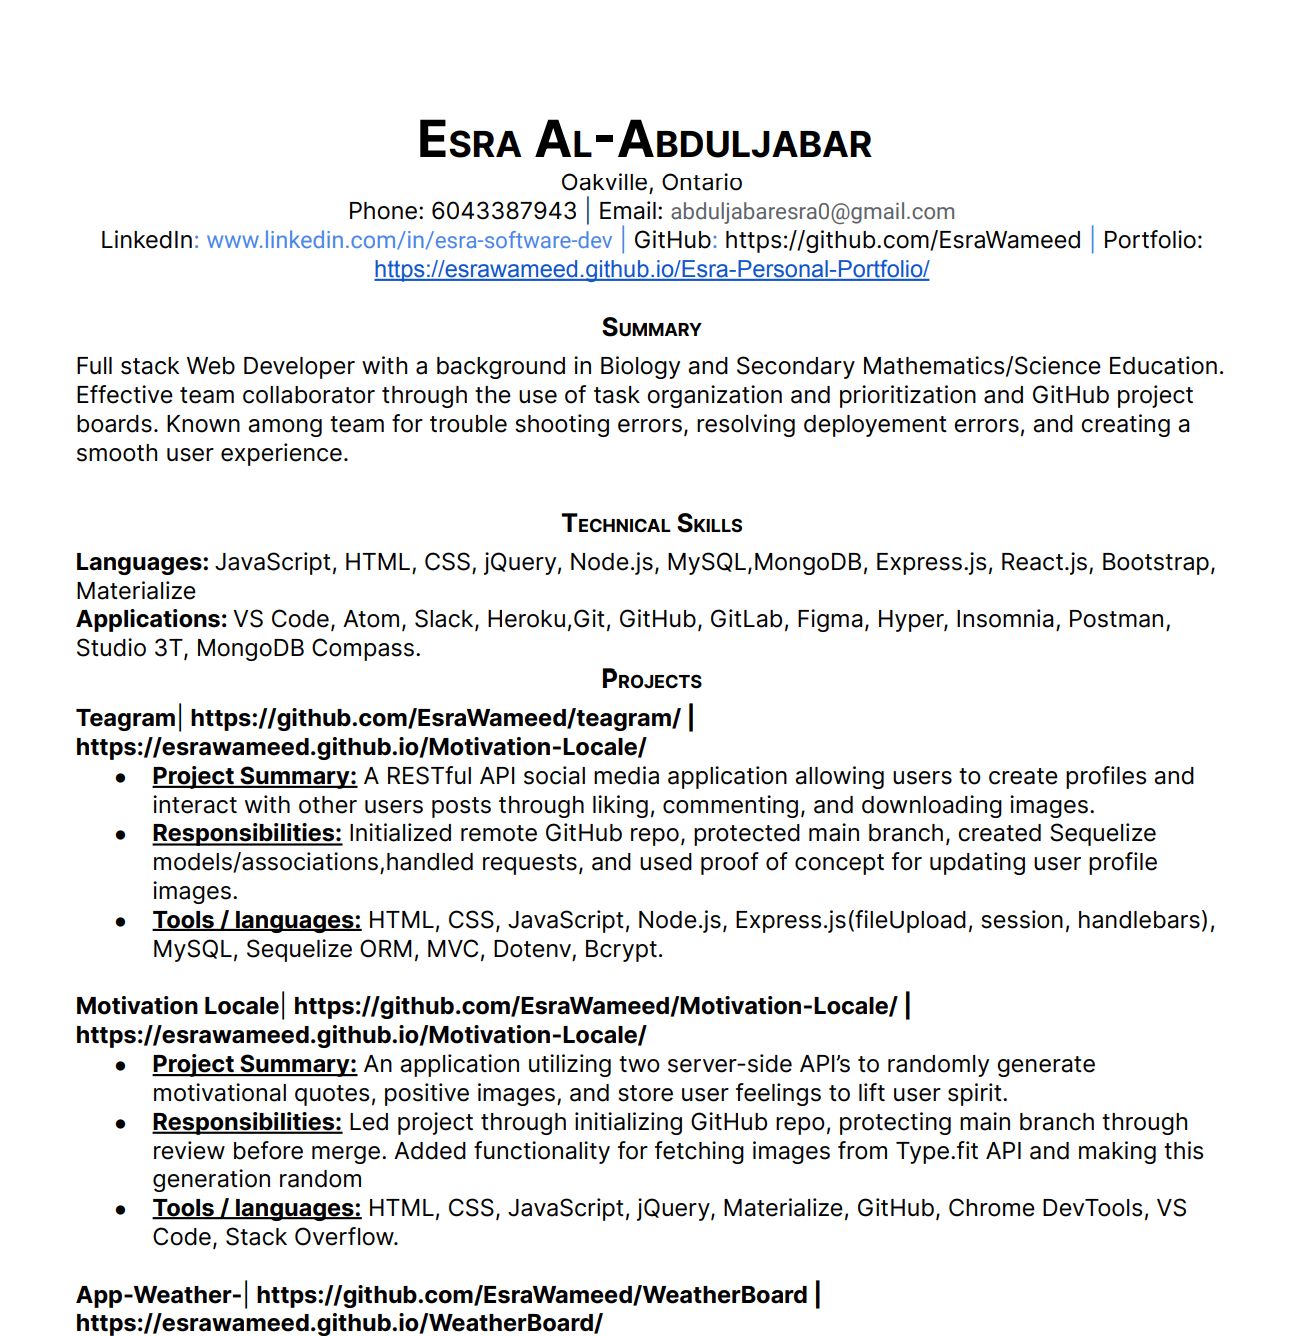 Esra Al-Abduljabar
Oakville, Ontario
Phone: 6043387943 | Email: abduljabaresra0@gmail.com
LinkedIn: www.linkedin.com/in/esra-software-dev | GitHub: https://github.com/EsraWameed | Portfolio:
https://esrawameed.github.io/Esra-Personal-Portfolio/
Summary
Full stack Web Developer with a background in Biology and Secondary Mathematics/Science Education.
Effective team collaborator through the use of task organization and prioritization and GitHub project
boards. Known among team for trouble shooting errors, resolving deployement errors, and creating a
smooth user experience.
Technical Skills
Languages: JavaScript, HTML, CSS, jQuery, Node.js, MySQL,MongoDB, Express.js, React.js, Bootstrap,
Materialize
Applications: VS Code, Atom, Slack, Heroku,Git, GitHub, GitLab, Figma, Hyper, Insomnia, Postman,
Studio 3T, MongoDB Compass.
Projects
Teagram| https://github.com/EsraWameed/teagram/ |
https://esrawameed.github.io/Motivation-Locale/
● Project Summary: A RESTful API social media application allowing users to create profiles and
interact with other users posts through liking, commenting, and downloading images.
● Responsibilities: Initialized remote GitHub repo, protected main branch, created Sequelize
models/associations,handled requests, and used proof of concept for updating user profile
images.
● Tools / languages: HTML, CSS, JavaScript, Node.js, Express.js(fileUpload, session, handlebars),
MySQL, Sequelize ORM, MVC, Dotenv, Bcrypt.
Motivation Locale| https://github.com/EsraWameed/Motivation-Locale/ |
https://esrawameed.github.io/Motivation-Locale/
● Project Summary: An application utilizing two server-side API’s to randomly generate
motivational quotes, positive images, and store user feelings to lift user spirit.
● Responsibilities: Led project through initializing GitHub repo, protecting main branch through
review before merge. Added functionality for fetching images from Type.fit API and making this
generation random
● Tools / languages: HTML, CSS, JavaScript, jQuery, Materialize, GitHub, Chrome DevTools, VS
Code, Stack Overflow.
App-Weather-| https://github.com/EsraWameed/WeatherBoard |
https://esrawameed.github.io/WeatherBoard/